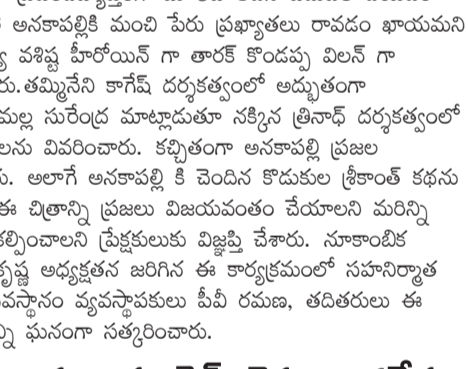 అనకాపల్లికి మంచి పేరు ప్రఖ్యాతలు రావడం ఖాయమని
వశిష్ట హీరోయిన్ గా తారక్ కొండప్ప విలన్ గా
రు.తమ్మినేని కాగేష్ దర్శకత్వంలో అద్భుతంగా
మల్ల సురేంద్ర మాట్లాడుతూ నక్కిన త్రినాధ్ దర్శకత్వంలో
లను వివరించారు. కచ్చితంగా అనకాపల్లి ప్రజల
అలాగే అనకాపల్లి కి చెందిన కొడుకుల శ్రీకాంత్ కథను
ఈ చిత్రాన్ని ప్రజలు విజయవంతం చేయాలని మరిన్ని
కల్పించాలని ప్రేక్షకులుకు విజ్ఞప్తి చేశారు. నూకాంబిక
కృష్ణ అధ్యక్షతన జరిగిన ఈ కార్యక్రమంలో సహనిర్మాత
వస్థానం వ్యవస్థాపకులు పీవీ రమణ, తదితరులు ఈ
న్ని ఘనంగా సత్కరించారు.